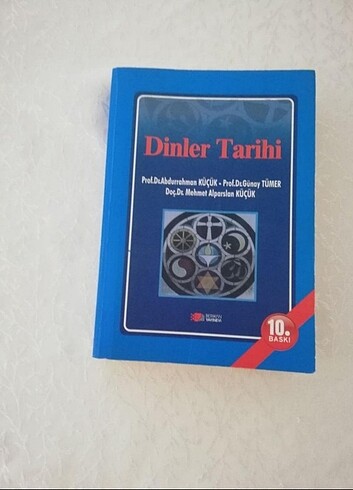 Dinler Tarihi
Prof.Dr.Abdurrahman KÜÇÜK - Prof.Dr.Günay TÜMER
Doç.Dr. Mehmet Alparslan KÜÇÜK
10.
BASKI